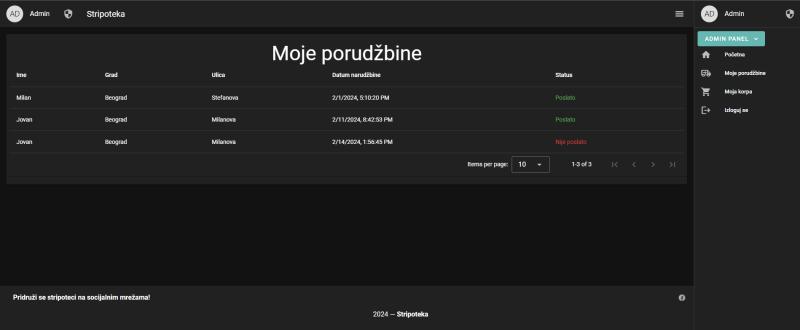 AD Admin Stripoteka
Moje porudžbine
Ime Grad Ulica Datum narudžbine Status
Milan Beograd Stefanova 2/1/2024, 5:10:20 PM Poslato
Jovan Beograd Milanova 2/11/2024, 8:42:53 PM Poslato
Jovan Beograd Milanova 2/14/2024, 1:56:45 PM Nije poslato
Items per page: 10 1-3 of 3
Pridruži se stripoteci na socijalnim mrežama!
2024 — Stripoteka
AD Admin
ADMIN PANEL
Početna
Moje porudžbine
Moja korpa
Izloguj se